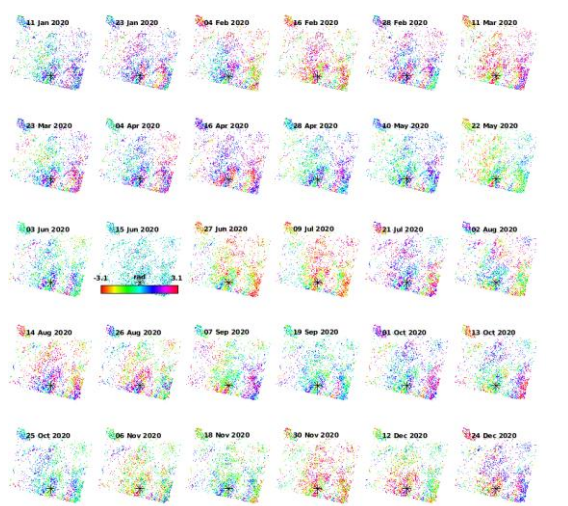 11 Jan 2020 23 Jan 2020 04 Feb 2020 16 Feb 2020 28 Feb 2020 11 Mar 2020
23 Mar 2020 04 Apr 2020 16 Apr 2020 28 Apr 2020 10 May 2020 22 May 2020
03 Jun 2020 15 Jun 2020 27 Jun 2020 09 Jul 2020 21 Jul 2020 02 Aug 2020
-3.1 rad 3.1
14 Aug 2020 26 Aug 2020 07 Sep 2020 19 Sep 2020 01 Oct 2020 13 Oct 2020
25 Oct 2020 06 Nov 2020 18 Nov 2020 30 Nov 2020 12 Dec 2020 24 Dec 2020